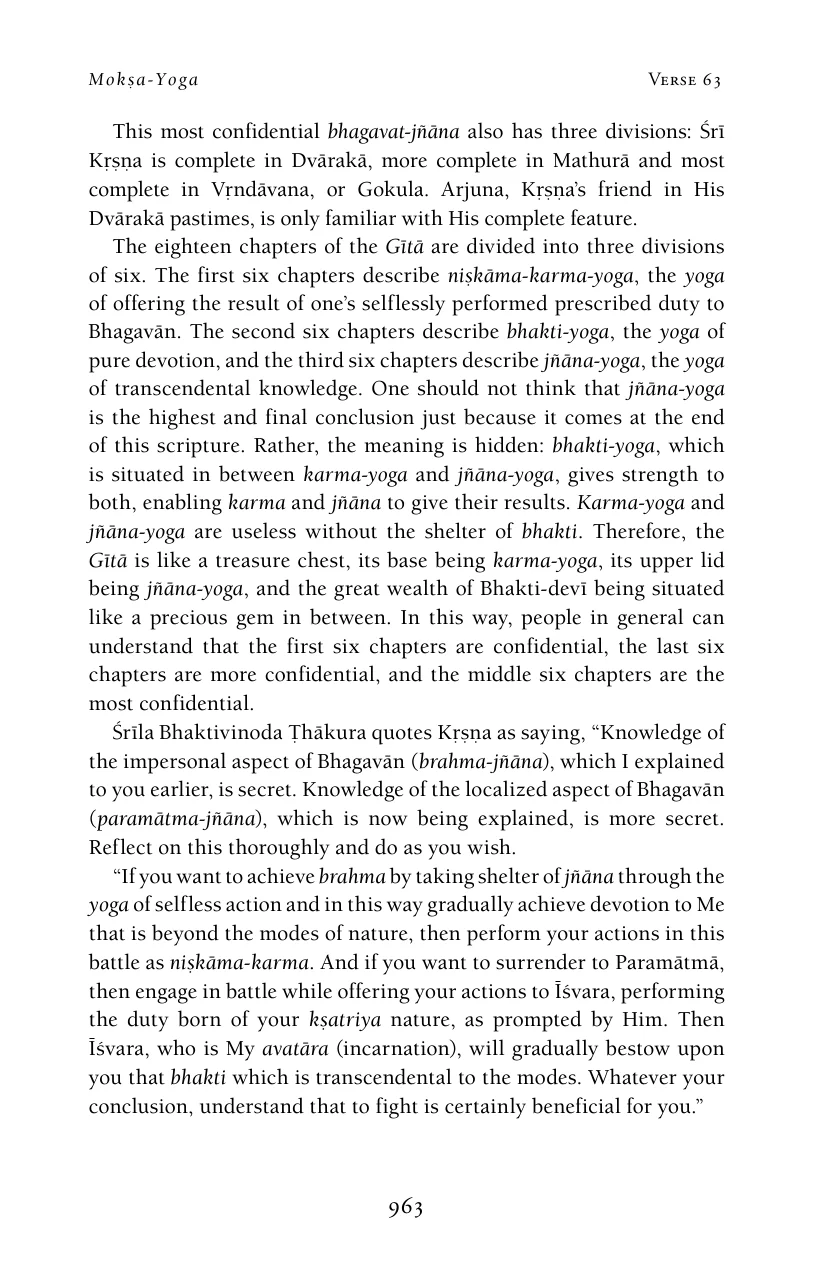 Mokṣa-Yoga Verse 63
This most confidential bhagavat-jñāna also has three divisions: Śrī
Kṛṣṇa is complete in Dvārakā, more complete in Mathurā and most
complete in Vṛndāvana, or Gokula. Arjuna, Kṛṣṇa’s friend in His
Dvārakā pastimes, is only familiar with His complete feature.
The eighteen chapters of the Gītā are divided into three divisions
of six. The first six chapters describe niṣkāma-karma-yoga, the yoga
of offering the result of one’s selflessly performed prescribed duty to
Bhagavān. The second six chapters describe bhakti-yoga, the yoga of
pure devotion, and the third six chapters describe jñāna-yoga, the yoga
of transcendental knowledge. One should not think that jñāna-yoga
is the highest and final conclusion just because it comes at the end
of this scripture. Rather, the meaning is hidden: bhakti-yoga, which
is situated in between karma-yoga and jñāna-yoga, gives strength to
both, enabling karma and jñāna to give their results. Karma-yoga and
jñāna-yoga are useless without the shelter of bhakti. Therefore, the
Gītā is like a treasure chest, its base being karma-yoga, its upper lid
being jñāna-yoga, and the great wealth of Bhakti-devī being situated
like a precious gem in between. In this way, people in general can
understand that the first six chapters are confidential, the last six
chapters are more confidential, and the middle six chapters are the
most confidential.
Śrīla Bhaktivinoda Ṭhākura quotes Kṛṣṇa as saying, “Knowledge of
the impersonal aspect of Bhagavān (brahma-jñāna), which I explained
to you earlier, is secret. Knowledge of the localized aspect of Bhagavān
(paramātma-jñāna), which is now being explained, is more secret.
Reflect on this thoroughly and do as you wish.
“If you want to achieve brahma by taking shelter of jñāna through the
yoga of selfless action and in this way gradually achieve devotion to Me
that is beyond the modes of nature, then perform your actions in this
battle as niṣkāma-karma. And if you want to surrender to Paramātmā,
then engage in battle while offering your actions to Īśvara, performing
the duty born of your kṣatriya nature, as prompted by Him. Then
Īśvara, who is My avatāra (incarnation), will gradually bestow upon
you that bhakti which is transcendental to the modes. Whatever your
conclusion, understand that to fight is certainly beneficial for you.”
963